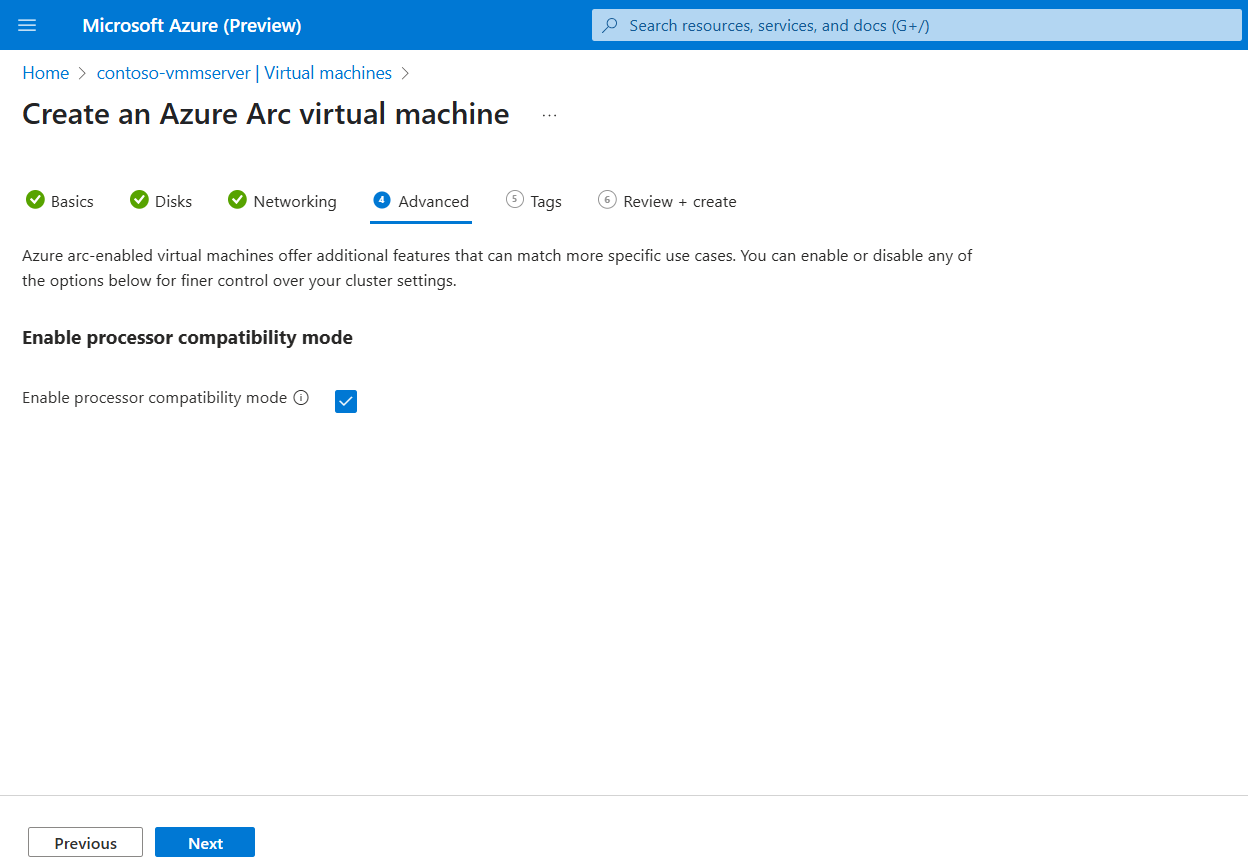 Microsoft Azure (Preview)
Search resources, services, and docs (G+/)
Home > contoso-vmmserver | Virtual machines >
Create an Azure Arc virtual machine ...
Basics Disks Networking 4 Advanced 5 Tags 6 Review + create
Azure arc-enabled virtual machines offer additional features that can match more specific use cases. You can enable or disable any of
the options below for finer control over your cluster settings.
Enable processor compatibility mode
Enable processor compatibility mode
Previous Next